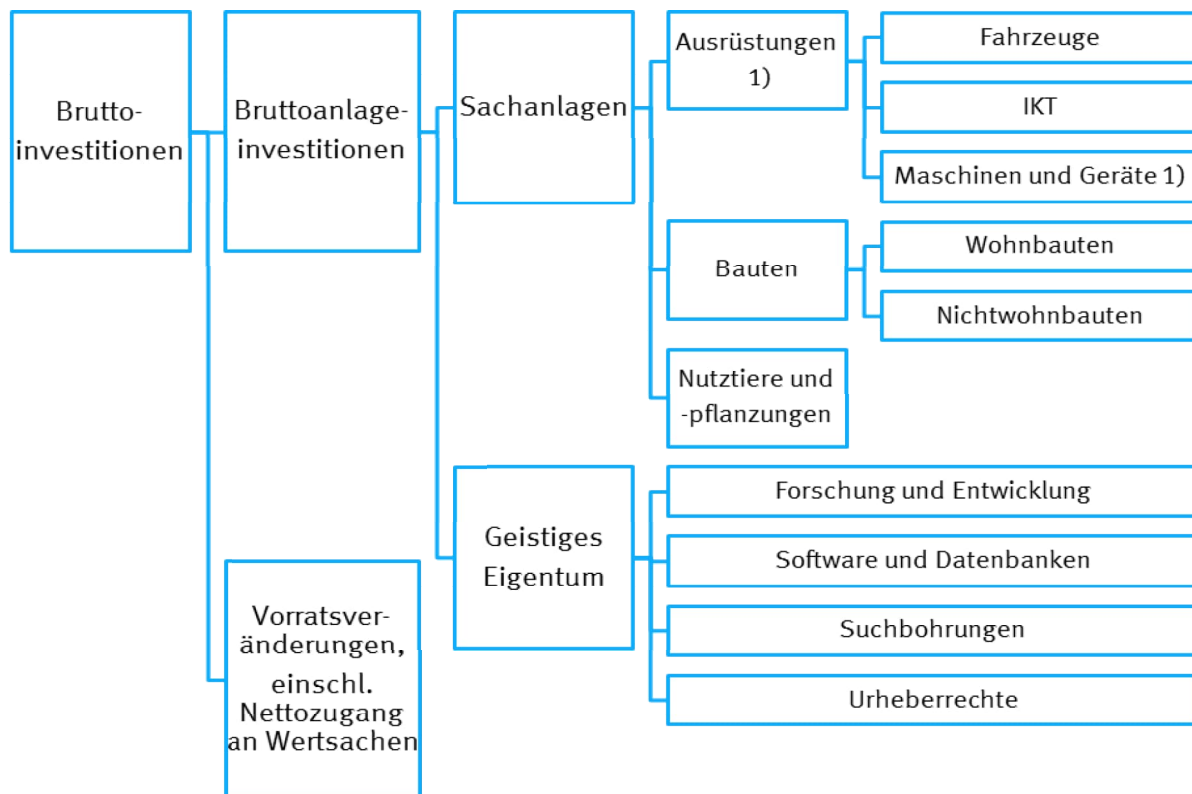 Brutto-
investitionen
Bruttoanlage-
investitionen
Sachanlagen
Ausrüstungen
1)
Fahrzeuge
IKT
Maschinen und Geräte 1)
Bauten
Wohnbauten
Nichtwohnbauten
Nutztiere und
-pflanzungen
Geistiges
Eigentum
Forschung und Entwicklung
Software und Datenbanken
Suchbohrungen
Urheberrechte
Vorratsver-
änderungen,
einschl.
Nettozugang
an Wertsachen